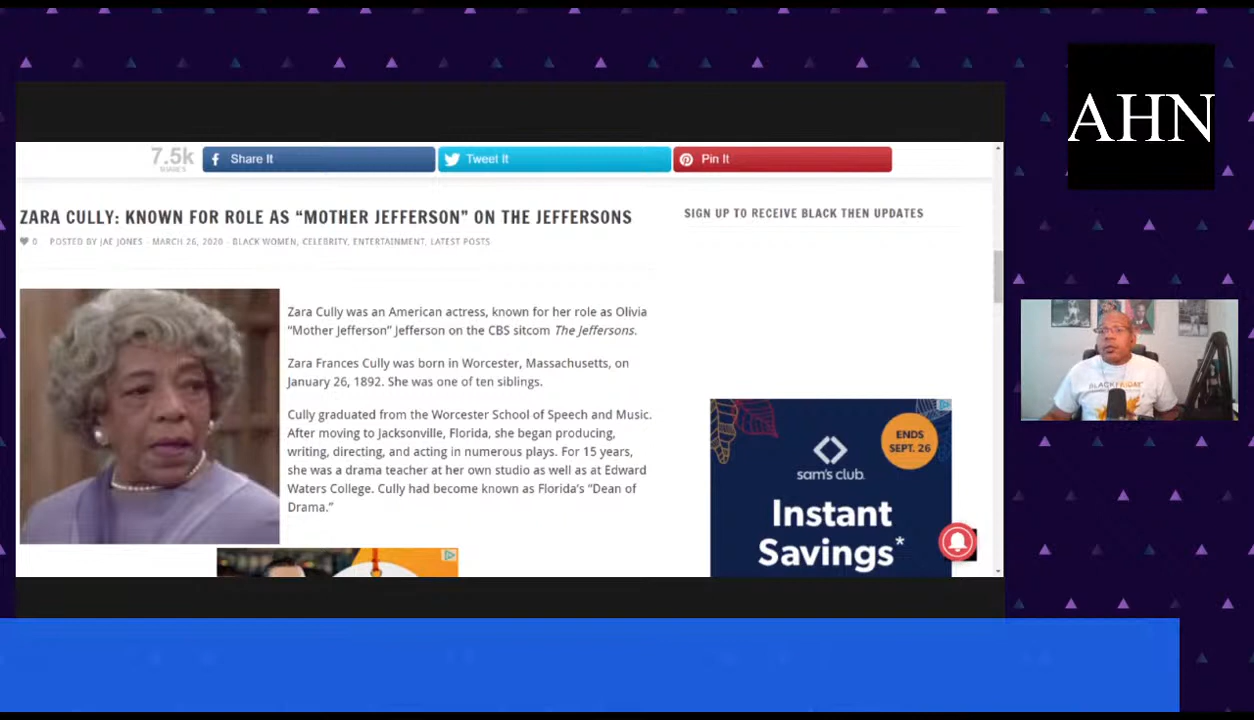 AHN
7.5k
SHARES
Share It
Tweet It
Pin It
ZARA CULLY: KNOWN FOR ROLE AS “MOTHER JEFFERSON” ON THE JEFFERSONS
0 POSTED BY JAE JONES - MARCH 26, 2020 - BLACK WOMEN, CELEBRITY, ENTERTAINMENT, LATEST POSTS
Zara Cully was an American actress, known for her role as Olivia
“Mother Jefferson” Jefferson on the CBS sitcom The Jeffersons.
Zara Frances Cully was born in Worcester, Massachusetts, on
January 26, 1892. She was one of ten siblings.
Cully graduated from the Worcester School of Speech and Music.
After moving to Jacksonville, Florida, she began producing,
writing, directing, and acting in numerous plays. For 15 years,
she was a drama teacher at her own studio as well as at Edward
Waters College. Cully had become known as Florida’s “Dean of
Drama.”
SIGN UP TO RECEIVE BLACK THEN UPDATES
ENDS
SEPT. 26
sam's club.
Instant
Savings*